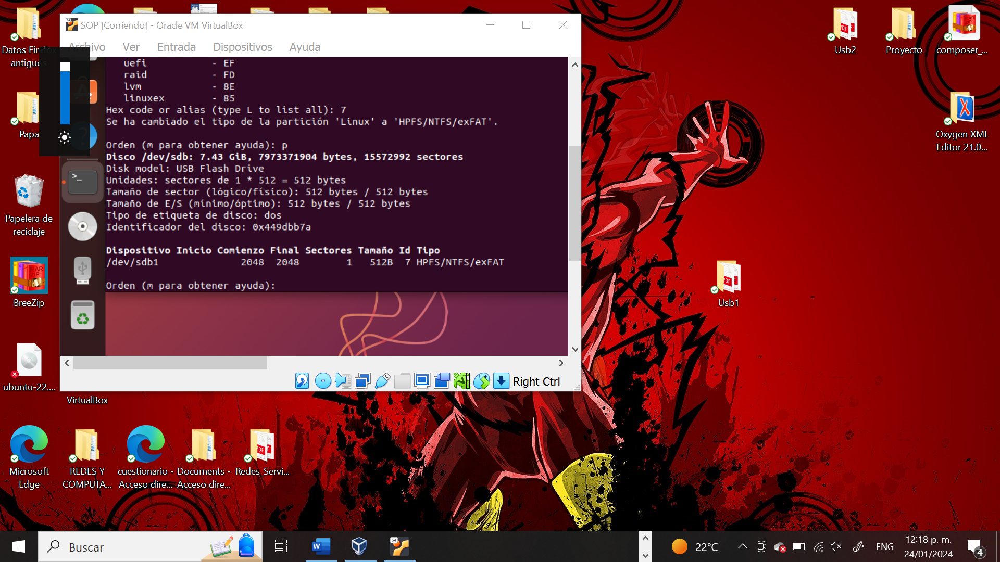 SOP [Corriendo] - Oracle VM VirtualBox
Archivo Ver Entrada Dispositivos Ayuda
uefi - EF
raid - FD
lvm - 8E
linuxex - 85
Hex code or alias (type L to list all): 7
Se ha cambiado el tipo de la partición 'Linux' a 'HPFS/NTFS/exFAT'.
Orden (m para obtener ayuda): p
Disco /dev/sdb: 7.43 GiB, 7973371904 bytes, 15572992 sectores
Disk model: USB Flash Drive
Unidades: sectores de 1 * 512 = 512 bytes
Tamaño de sector (lógico/físico): 512 bytes / 512 bytes
Tamaño de E/S (mínimo/óptimo): 512 bytes / 512 bytes
Tipo de etiqueta de disco: dos
Identificador del disco: 0x449dbb7a
Dispositivo Inicio Comienzo Final Sectores Tamaño Id Tipo
/dev/sdb1 2048 2048 1 512B 7 HPFS/NTFS/exFAT
Orden (m para obtener ayuda):
Right Ctrl
Datos Firefox
antiguos
Papa
Papelera de
reciclaje
BreeZip
ubuntu-22....
VirtualBox
Microsoft
Edge
REDES Y
COMPUTA...
cuestionario -
Acceso dire...
Documents -
Acceso dire...
Redes_Servi...
Usb2
Proyecto
composer_...
Oxygen XML
Editor 21.0...
Usb1
Buscar
22°C
ENG
12:18 p. m.
24/01/2024
4